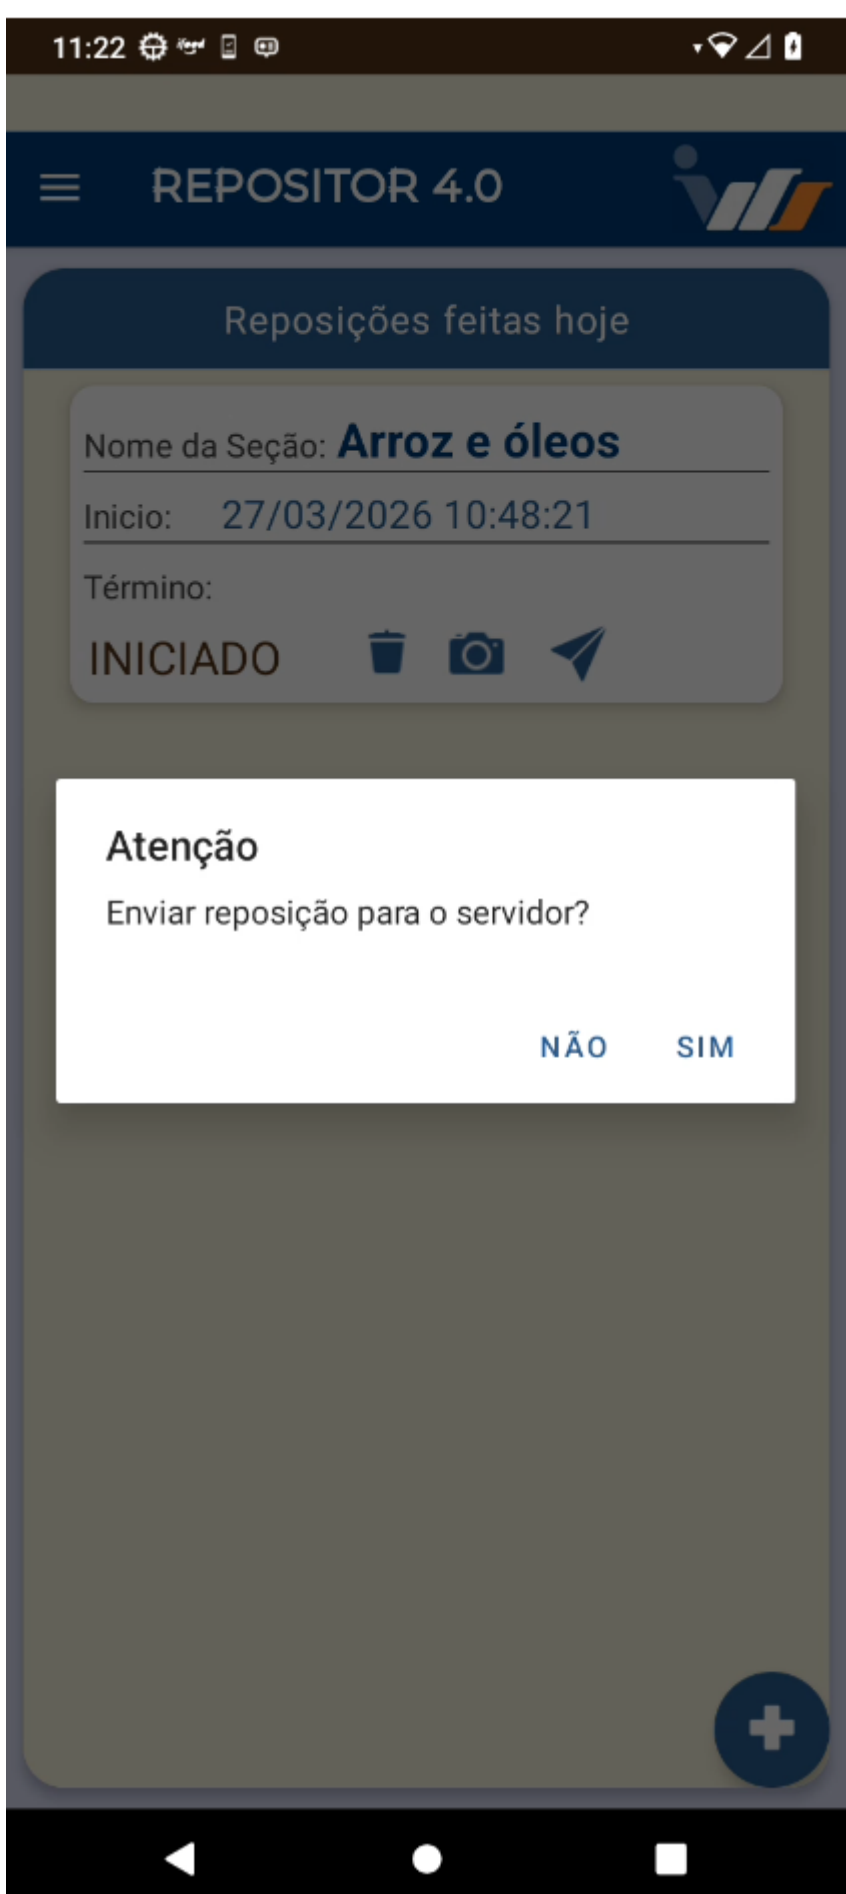 11:22
REPOSITOR 4.0
Reposições feitas hoje
Nome da Seção: Arroz e óleos
Inicio: 27/03/2026 10:48:21
Término:
INICIADO
Atenção
Enviar reposição para o servidor?
NÃO SIM